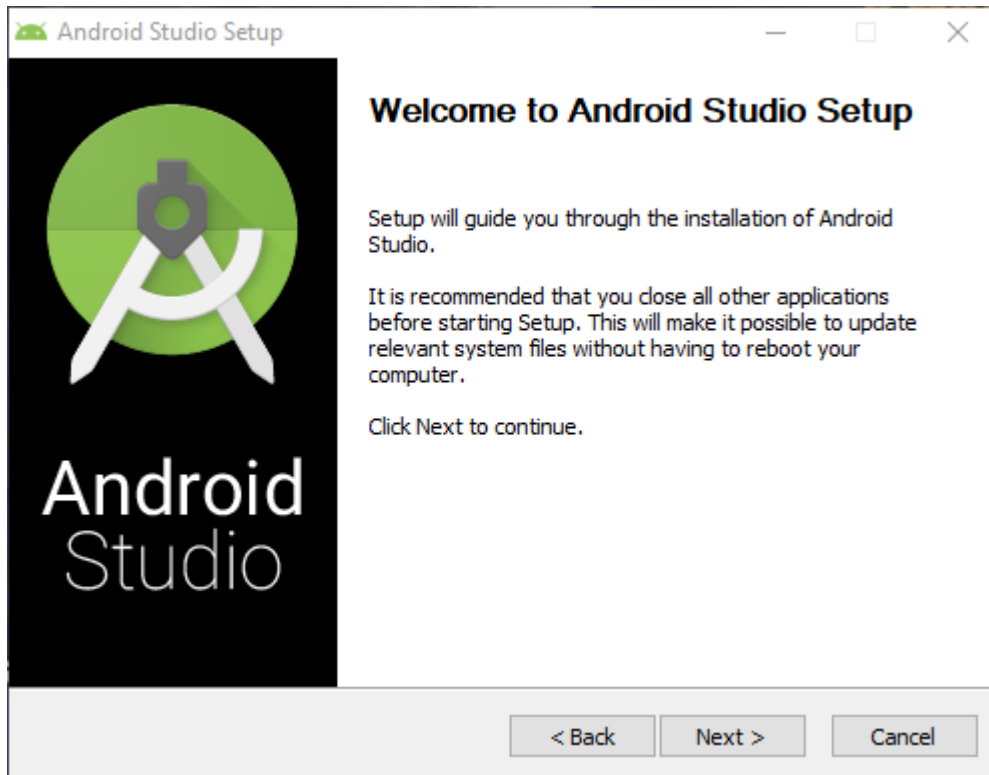 Android Studio Setup
Welcome to Android Studio Setup
Setup will guide you through the installation of Android
Studio.
It is recommended that you close all other applications
before starting Setup. This will make it possible to update
relevant system files without having to reboot your
computer.
Click Next to continue.
Android
Studio
< Back
Next >
Cancel